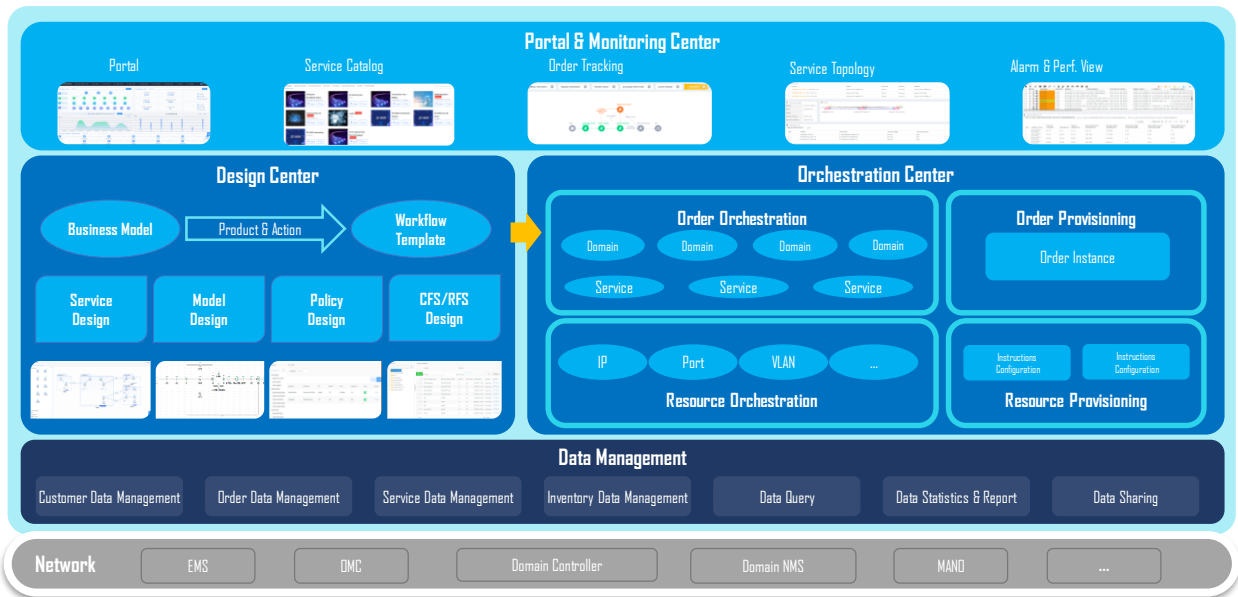 Portal & Monitoring Center
Portal
Service Catalog
Order Tracking
Service Topology
Alarm & Perf. View
Design Center
Business Model
Product & Action
Workflow
Template
Service
Design
Model
Design
Policy
Design
CFS/RFS
Design
Orchestration Center
Order Orchestration
Domain
Domain
Domain
Domain
Service
Service
Service
Order Provisioning
Order Instance
IP
Port
VLAN
...
Resource Orchestration
Instructions
Configuration
Instructions
Configuration
Resource Provisioning
Data Management
Customer Data Management
Order Data Management
Service Data Management
Inventory Data Management
Data Query
Data Statistics & Report
Data Sharing
Network
EMS
OMC
Domain Controller
Domain NMS
MANO
...